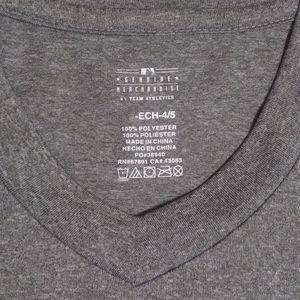 GENUINE
MERCHANDISE
BY TEAM ATHLETICS
-ECH-4/5
100% POLYESTER
100% POLIESTER
MADE IN CHINA
HECHO EN CHINA
PO#38940
RN#67891 CA# 43063